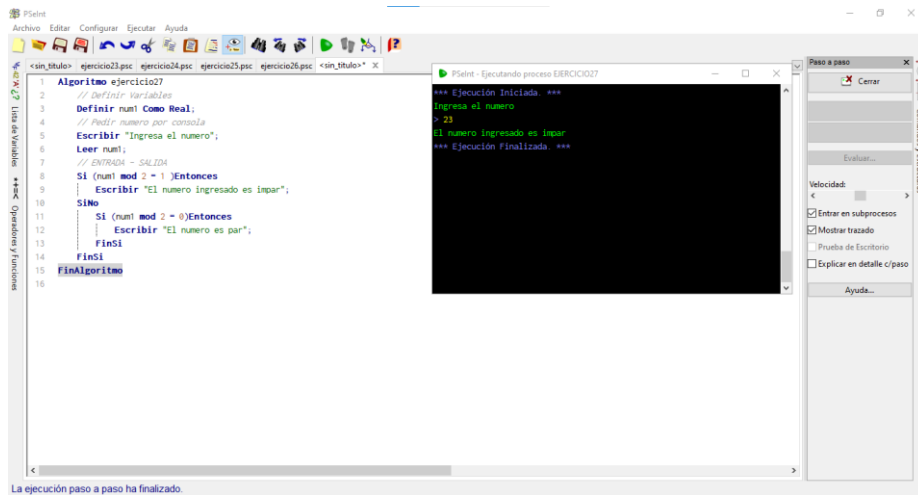 PSeInt
Archivo Editar Configurar Ejecutar Ayuda
<sin_titulo> ejercicio23.psc ejercicio24.psc ejercicio25.psc ejercicio26.psc <sin_titulo>* X
1 Algoritmo ejercicio27
2 // Definir Variables
3 Definir num1 Como Real;
4 // Pedir numero por consola
5 Escribir "Ingresa el numero";
6 Leer num1;
7 // ENTRADA - SALIDA
8 Si (num1 mod 2 = 1 )Entonces
9 Escribir "El numero ingresado es impar";
10 SiNo
11 Si (num1 mod 2 = 0)Entonces
12 Escribir "El numero es par";
13 FinSi
14 FinSi
15 FinAlgoritmo
16
Lista de Variables
Operadores y Funciones
PSeInt - Ejecutando proceso EJERCICIO27
*** Ejecución Iniciada. ***
Ingresa el numero
> 23
El numero ingresado es impar
*** Ejecución Finalizada. ***
Paso a paso
Cerrar
Evaluar...
Velocidad:
Entrar en subprocesos
Mostrar trazado
Prueba de Escritorio
Explicar en detalle c/paso
Ayuda...
La ejecución paso a paso ha finalizado.